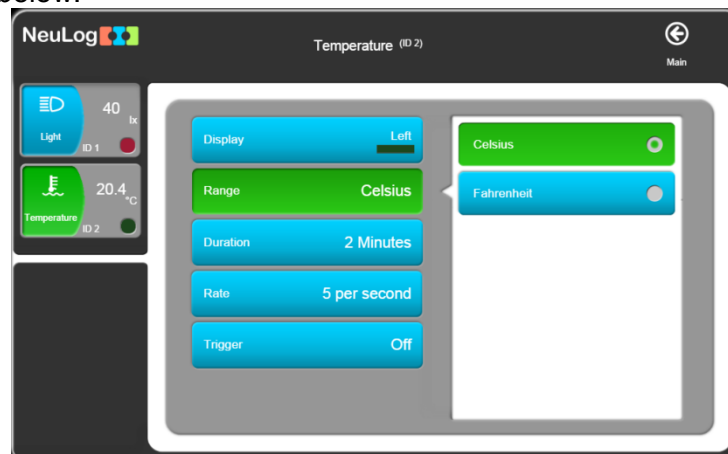 below:
NeuLog
Temperature (ID 2)
Main
40
lx
Light
ID 1
20.4
°C
Temperature
ID 2
Display Left
Range Celsius
Duration 2 Minutes
Rate 5 per second
Trigger Off
Celsius
Fahrenheit